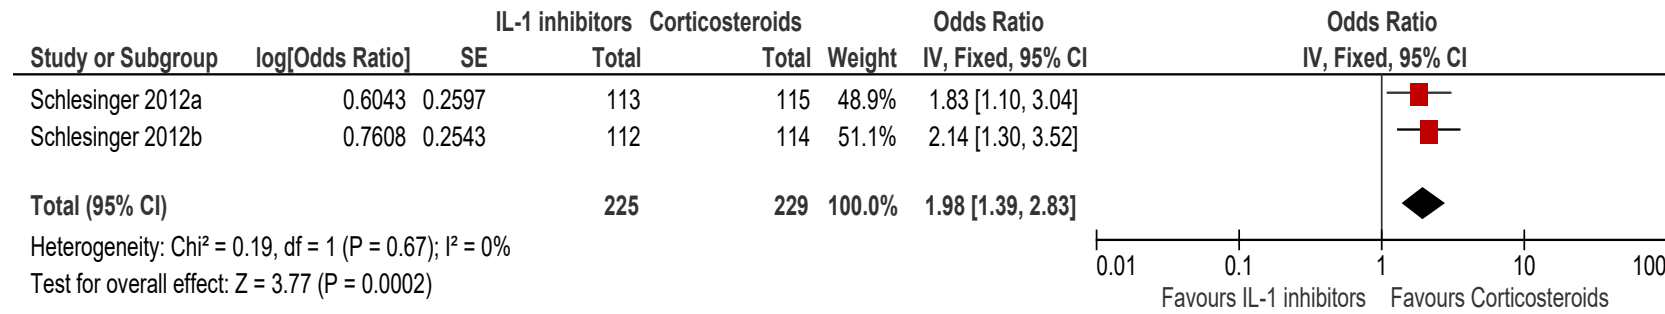 IL-1 inhibitors Corticosteroids Odds Ratio Odds Ratio
Study or Subgroup log[Odds Ratio] SE Total Total Weight IV, Fixed, 95% CI IV, Fixed, 95% CI
Schlesinger 2012a 0.6043 0.2597 113 115 48.9% 1.83 [1.10, 3.04]
Schlesinger 2012b 0.7608 0.2543 112 114 51.1% 2.14 [1.30, 3.52]
Total (95% CI) 225 229 100.0% 1.98 [1.39, 2.83]
Heterogeneity: Chi² = 0.19, df = 1 (P = 0.67); I² = 0%
Test for overall effect: Z = 3.77 (P = 0.0002)
0.01 0.1 1 10 100
Favours IL-1 inhibitors Favours Corticosteroids